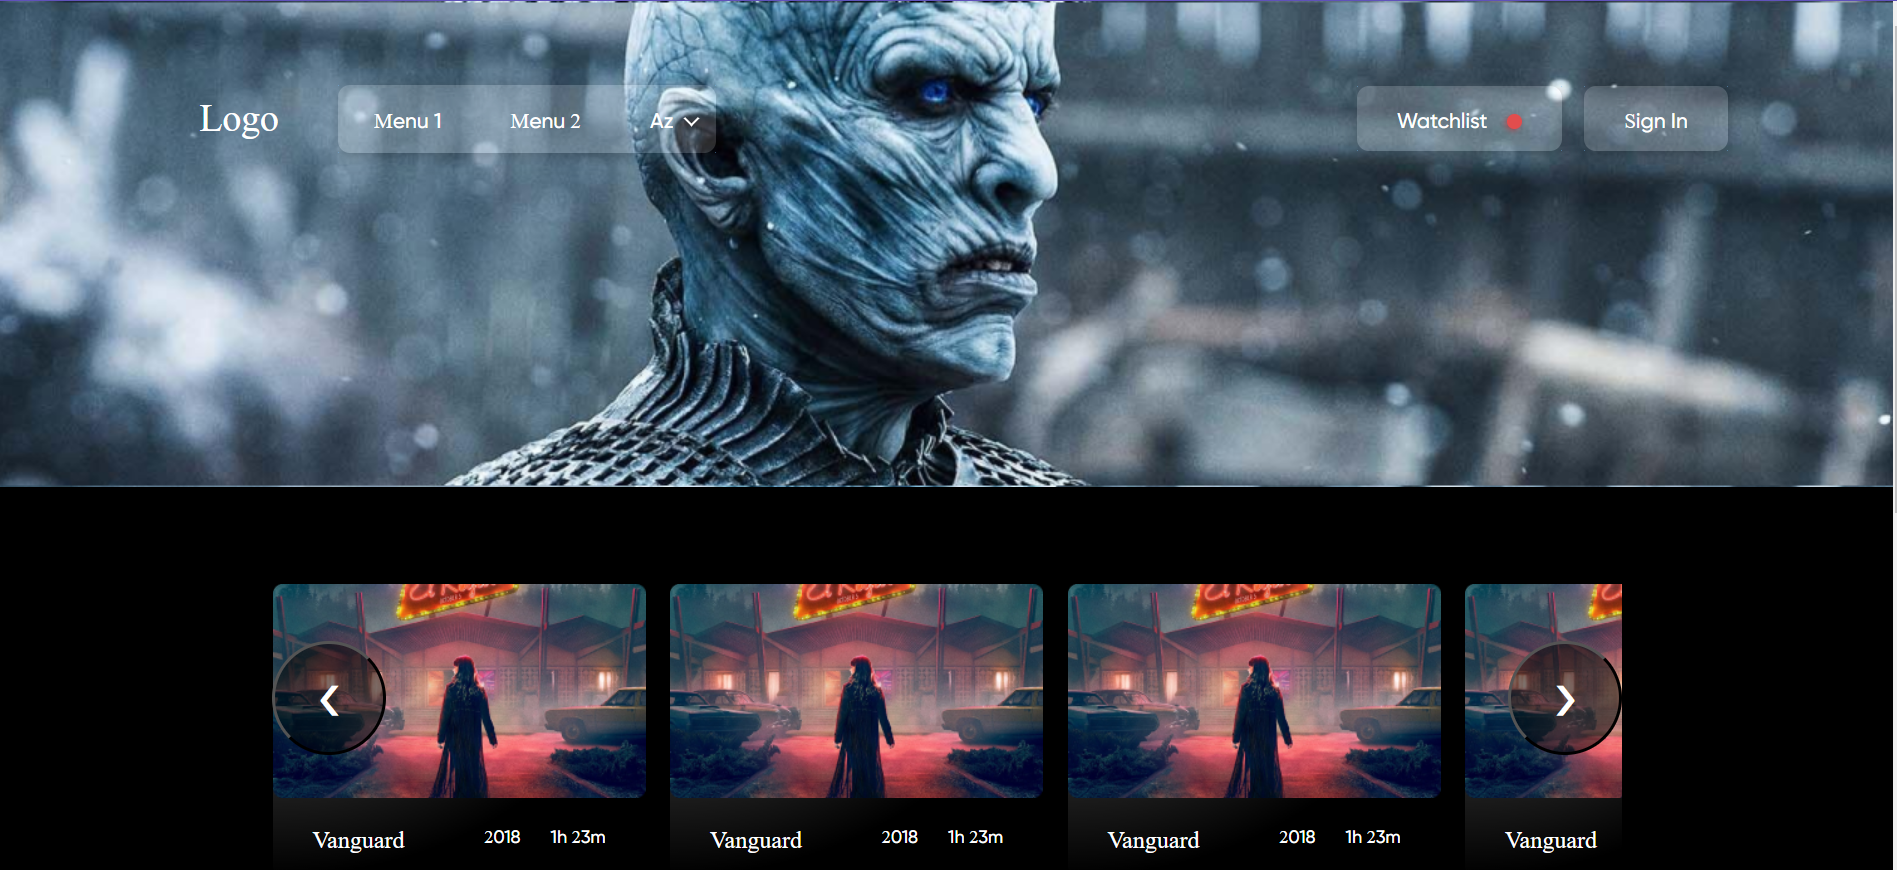 Logo
Menu 1
Menu 2
Az
Watchlist
Sign In
Vanguard 2018 1h 23m
Vanguard 2018 1h 23m
Vanguard 2018 1h 23m
Vanguard